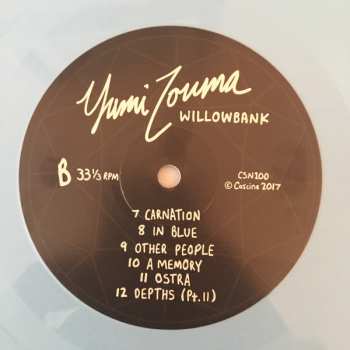 Yumi Zouma
WILLOWBANK
B 33⅓ RPM
CSN100
© Cascine 2017
7 CARNATION
8 IN BLUE
9 OTHER PEOPLE
10 A MEMORY
11 OSTRA
12 DEPTHS (Pt.II)